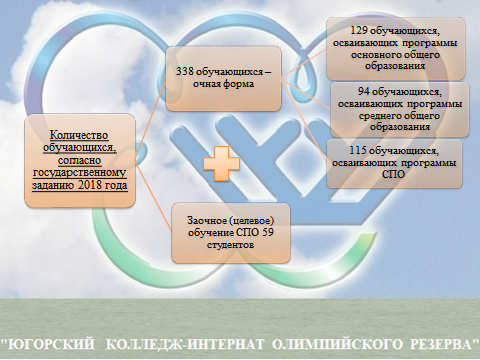 Количество
обучающихся,
согласно
государственному
заданию 2018 года
338 обучающихся –
очная форма
129 обучающихся,
осваивающих программы
основного общего
образования
94 обучающихся,
осваивающих программы
среднего общего
образования
115 обучающихся,
осваивающих программы
СПО
Заочное (целевое)
обучение СПО 59
студентов
"ЮГОРСКИЙ КОЛЛЕДЖ-ИНТЕРНАТ ОЛИМПИЙСКОГО РЕЗЕРВА"